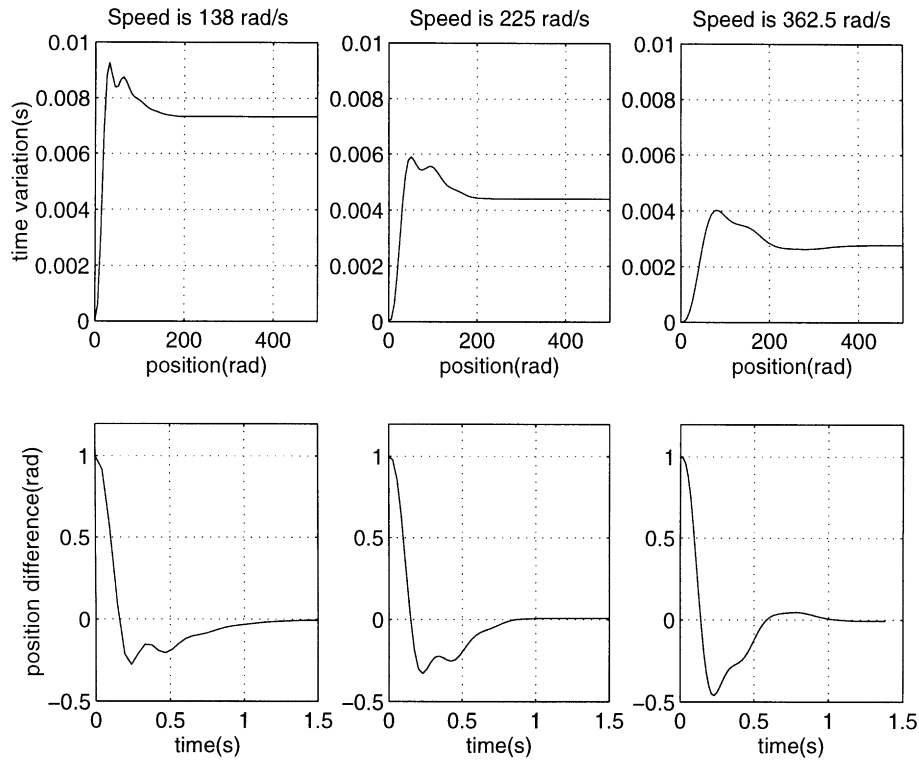 Speed is 138 rad/s
Speed is 225 rad/s
Speed is 362.5 rad/s
time variation(s)
0.01
0.008
0.006
0.004
0.002
0
0 200 400
position(rad)
0.01
0.008
0.006
0.004
0.002
0
0 200 400
position(rad)
0.01
0.008
0.006
0.004
0.002
0
0 200 400
position(rad)
position difference(rad)
1
0.5
0
−0.5
0 0.5 1 1.5
time(s)
1
0.5
0
−0.5
0 0.5 1 1.5
time(s)
1
0.5
0
−0.5
0 0.5 1 1.5
time(s)